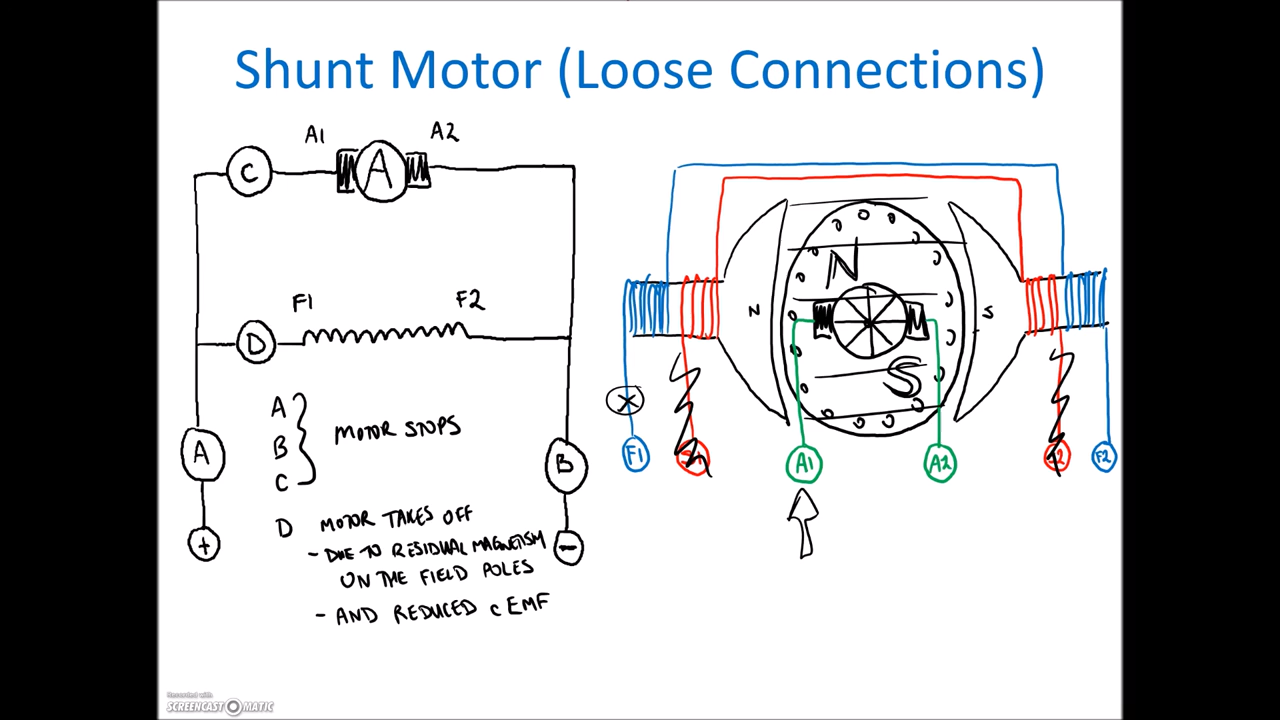 Shunt Motor (Loose Connections)
A1
A2
C
A
F1
F2
D
A
B
C
MOTOR STOPS
A
B
+
-
D MOTOR TAKES OFF
- DUE TO RESIDUAL MAGNETISM
ON THE FIELD POLES
- AND REDUCED cEMF
N
N
S
S
X
F1
A1
A2
F2
Recorded with
SCREENCAST-O-MATIC